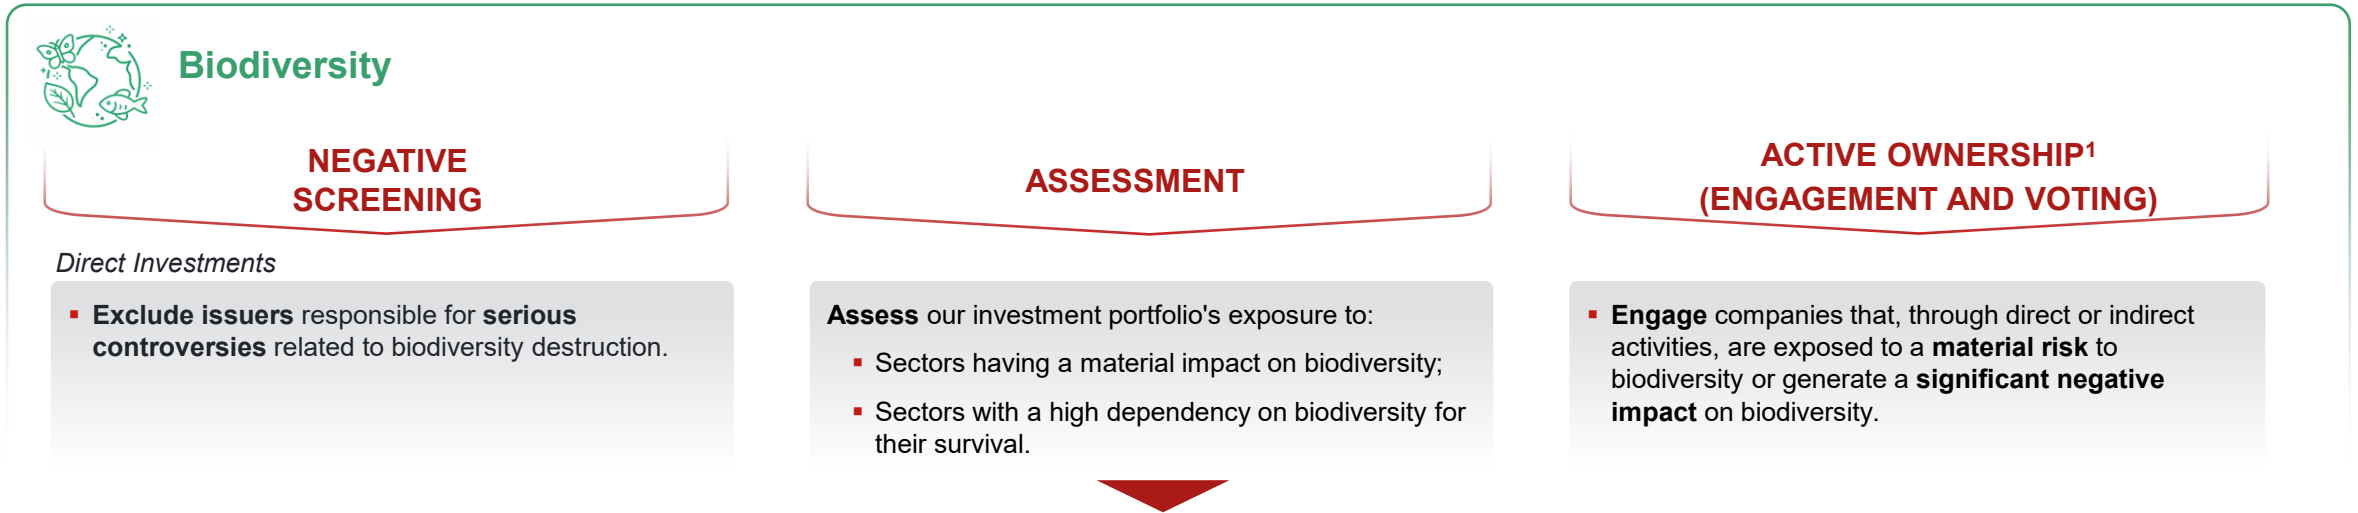 Biodiversity
NEGATIVE
SCREENING
Direct Investments
▪ Exclude issuers responsible for serious
controversies related to biodiversity destruction.
ASSESSMENT
Assess our investment portfolio's exposure to:
▪ Sectors having a material impact on biodiversity;
▪ Sectors with a high dependency on biodiversity for
their survival.
ACTIVE OWNERSHIP¹
(ENGAGEMENT AND VOTING)
▪ Engage companies that, through direct or indirect
activities, are exposed to a material risk to
biodiversity or generate a significant negative
impact on biodiversity.